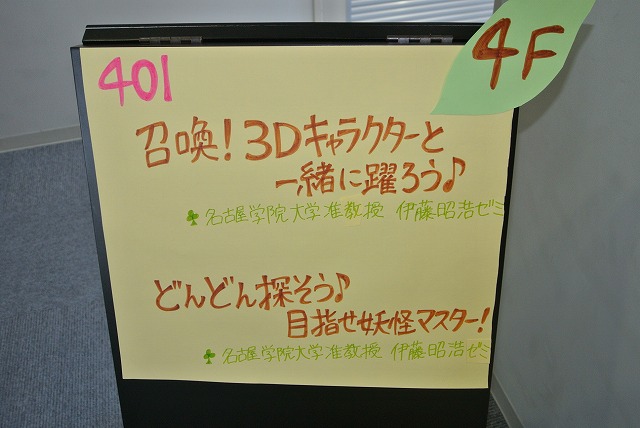 4F
401
召喚！3Dキャラクターと
一緒に躍ろう♪
♣名古屋学院大学准教授 伊藤昭浩ゼミ
どんどん探そう♪
目指せ妖怪マスター！
♣名古屋学院大学准教授 伊藤昭浩ゼミ